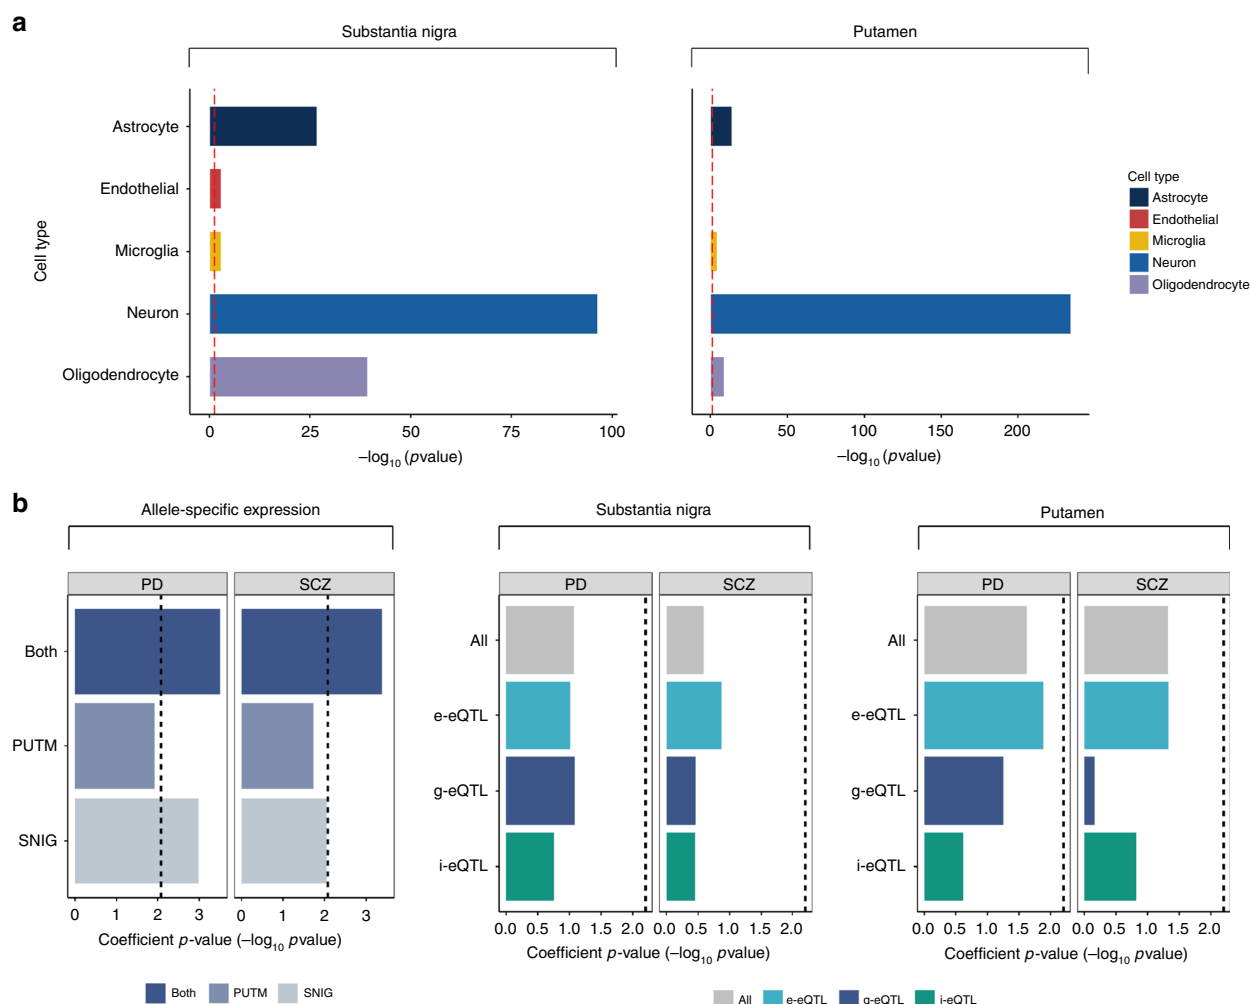 a
Substantia nigra
Putamen
Cell type
Astrocyte
Endothelial
Microglia
Neuron
Oligodendrocyte
0 25 50 75 100
–log10 (pvalue)
0 50 100 150 200
–log10 (pvalue)
Cell type
Astrocyte
Endothelial
Microglia
Neuron
Oligodendrocyte
b
Allele-specific expression
PD SCZ
Both
PUTM
SNIG
0 1 2 3 0 1 2 3
Coefficient p-value (–log10 pvalue)
Both PUTM SNIG
Substantia nigra
PD SCZ
All
e-eQTL
g-eQTL
i-eQTL
0.0 0.5 1.0 1.5 2.0 0.0 0.5 1.0 1.5 2.0
Coefficient p-value (–log10 pvalue)
Putamen
PD SCZ
All
e-eQTL
g-eQTL
i-eQTL
0.0 0.5 1.0 1.5 2.0 0.0 0.5 1.0 1.5 2.0
Coefficient p-value (–log10 pvalue)
All e-eQTL g-eQTL i-eQTL